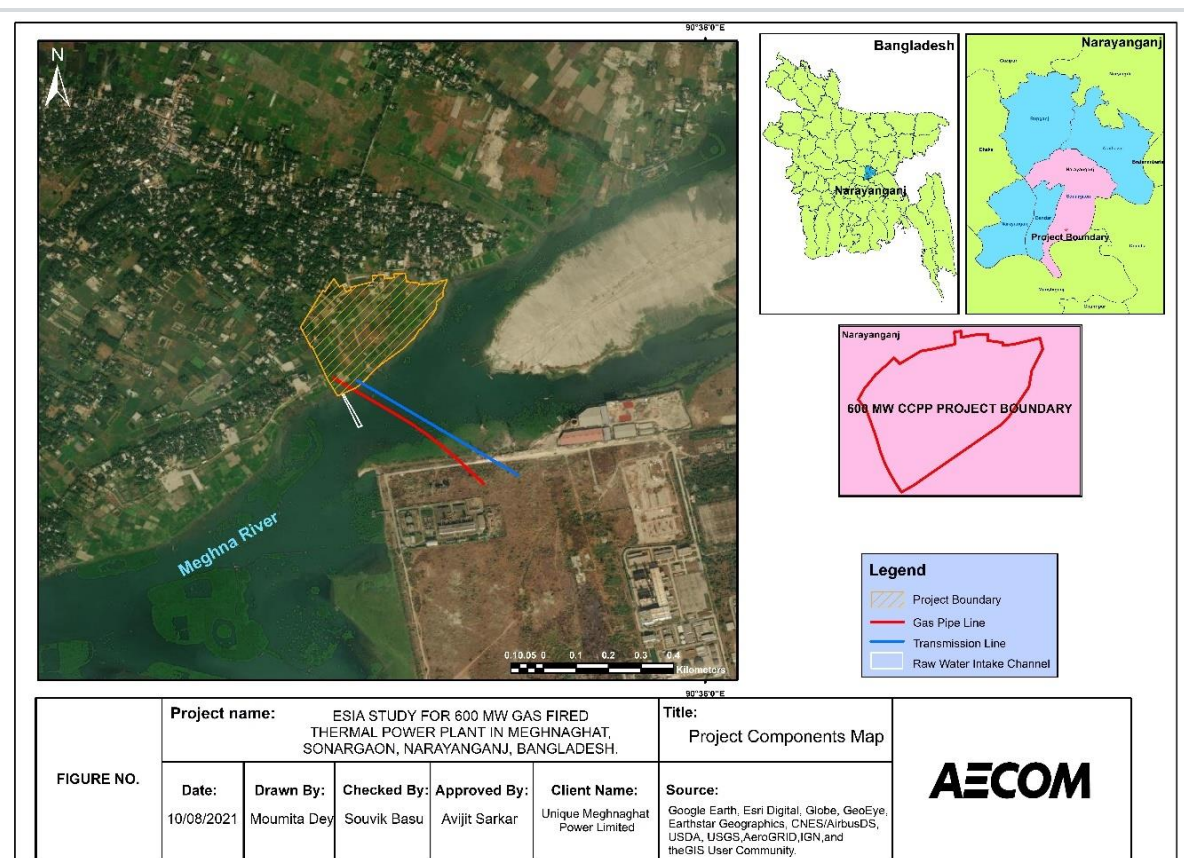 90°36'0"E
N
Meghna River
0.10.05 0 0.1 0.2 0.3 0.4
Kilometers
90°36'0"E
Bangladesh
Narayanganj
Narayanganj
Dhaka
Narayanganj
Sonargaon
Project Boundary
Narayanganj
600 MW CCPP PROJECT BOUNDARY
Legend
Project Boundary
Gas Pipe Line
Transmission Line
Raw Water Intake Channel
FIGURE NO.
Project name: ESIA STUDY FOR 600 MW GAS FIRED
THERMAL POWER PLANT IN MEGHNAGHAT,
SONARGAON, NARAYANGANJ, BANGLADESH.
Title:
Project Components Map
Date:
10/08/2021
Drawn By:
Moumita Dey
Checked By:
Souvik Basu
Approved By:
Avijit Sarkar
Client Name:
Unique Meghnaghat
Power Limited
Source:
Google Earth, Esri Digital, Globe, GeoEye,
Earthstar Geographics, CNES/AirbusDS,
USDA, USGS,AeroGRID,IGN,and
theGIS User Community.
AECOM